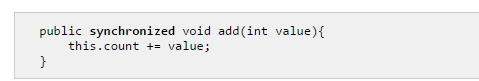 public synchronized void add(int value){
    this.count += value;
}